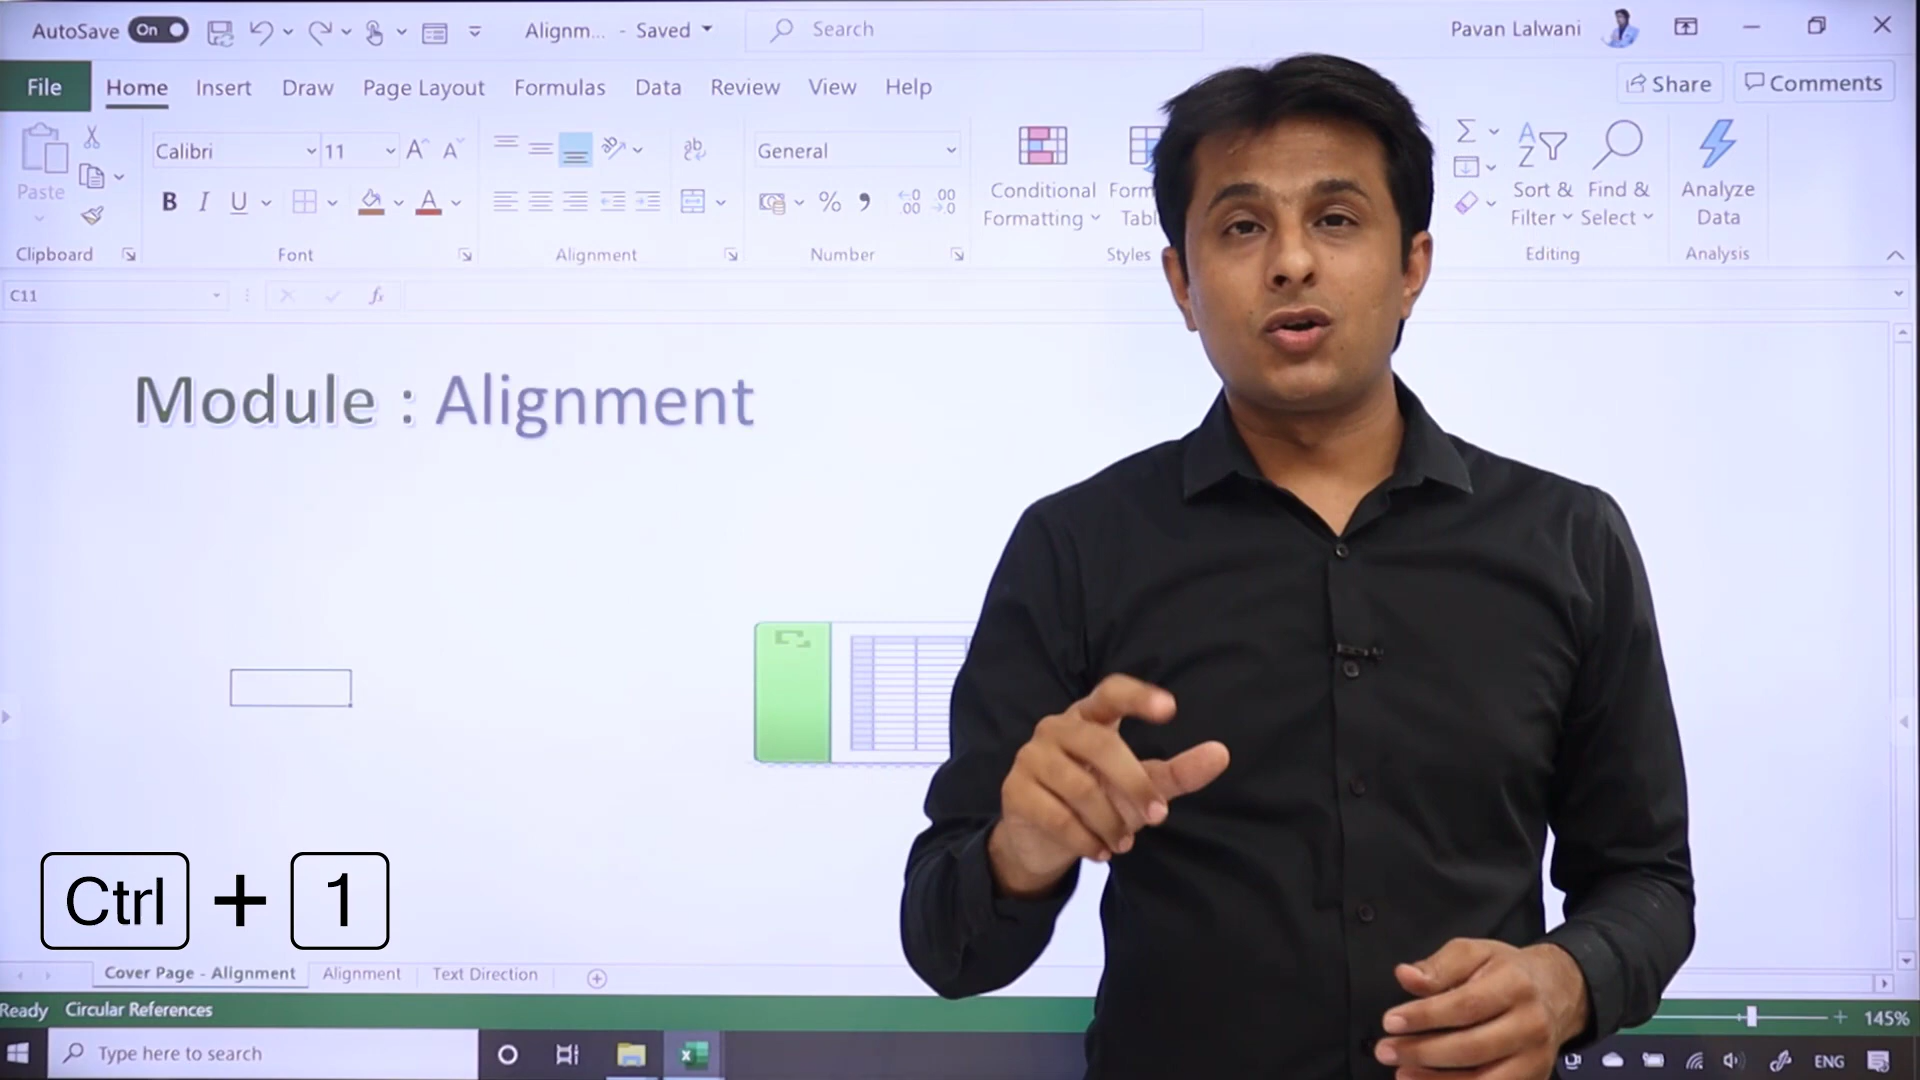 AutoSave On Alignm... - Saved Search Pavan Lalwani
File Home Insert Draw Page Layout Formulas Data Review View Help Share Comments
Calibri 11 General
Paste B I U % Conditional Formatting Sort & Filter Find & Select Analyze Data
Clipboard Font Alignment Number Styles Editing Analysis
C11 fx
Module : Alignment
Ctrl + 1
Cover Page - Alignment Alignment Text Direction
Ready Circular References 145%
Type here to search ENG